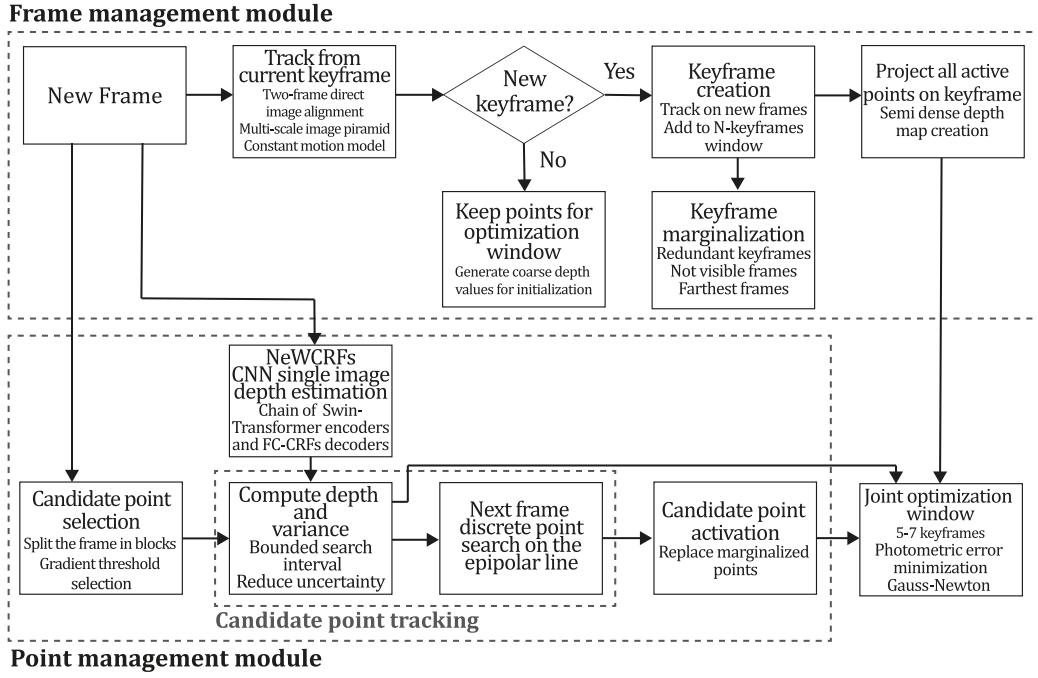 Frame management module
New Frame
Track from
current keyframe
Two-frame direct
image alignment
Multi-scale image piramid
Constant motion model
New
keyframe?
Yes
No
Keyframe
creation
Track on new frames
Add to N-keyframes
window
Project all active
points on keyframe
Semi dense depth
map creation
Keep points for
optimization
window
Generate coarse depth
values for initialization
Keyframe
marginalization
Redundant keyframes
Not visible frames
Farthest frames
NeWCRFs
CNN single image
depth estimation
Chain of Swin-
Transformer encoders
and FC-CRFs decoders
Candidate point
selection
Split the frame in blocks
Gradient threshold
selection
Compute depth
and
variance
Bounded search
interval
Reduce uncertainty
Next frame
discrete point
search on the
epipolar line
Candidate point
activation
Replace marginalized
points
Joint optimization
window
5-7 keyframes
Photometric error
minimization
Gauss-Newton
Candidate point tracking
Point management module